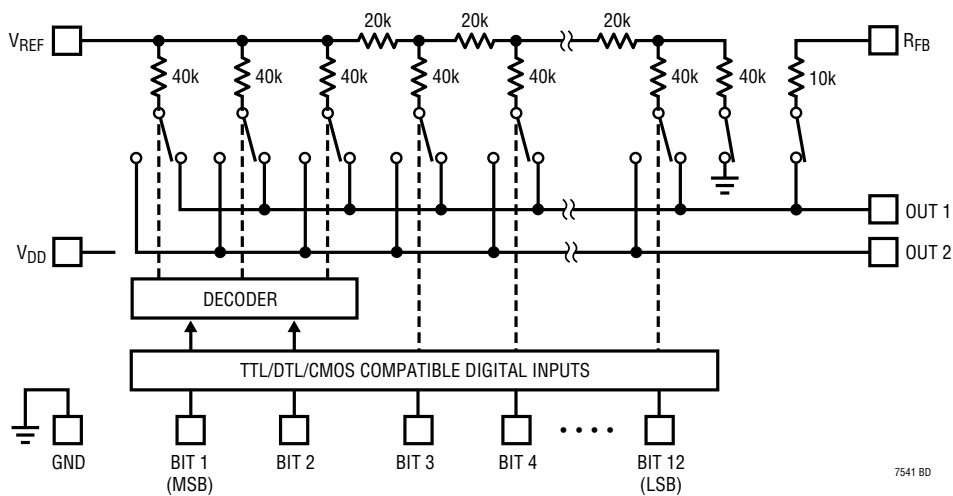 20k 20k 20k
VREF RFB
40k 40k 40k 40k 40k 40k 40k 10k
OUT 1
VDD OUT 2
DECODER
TTL/DTL/CMOS COMPATIBLE DIGITAL INPUTS
GND BIT 1 BIT 2 BIT 3 BIT 4 BIT 12
(MSB) (LSB)
7541 BD